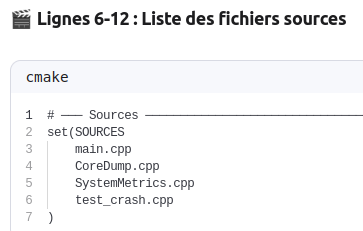 🎬 Lignes 6-12 : Liste des fichiers sources
cmake
1 # ─── Sources ──────────────────────────────
2 set(SOURCES
3     main.cpp
4     CoreDump.cpp
5     SystemMetrics.cpp
6     test_crash.cpp
7 )